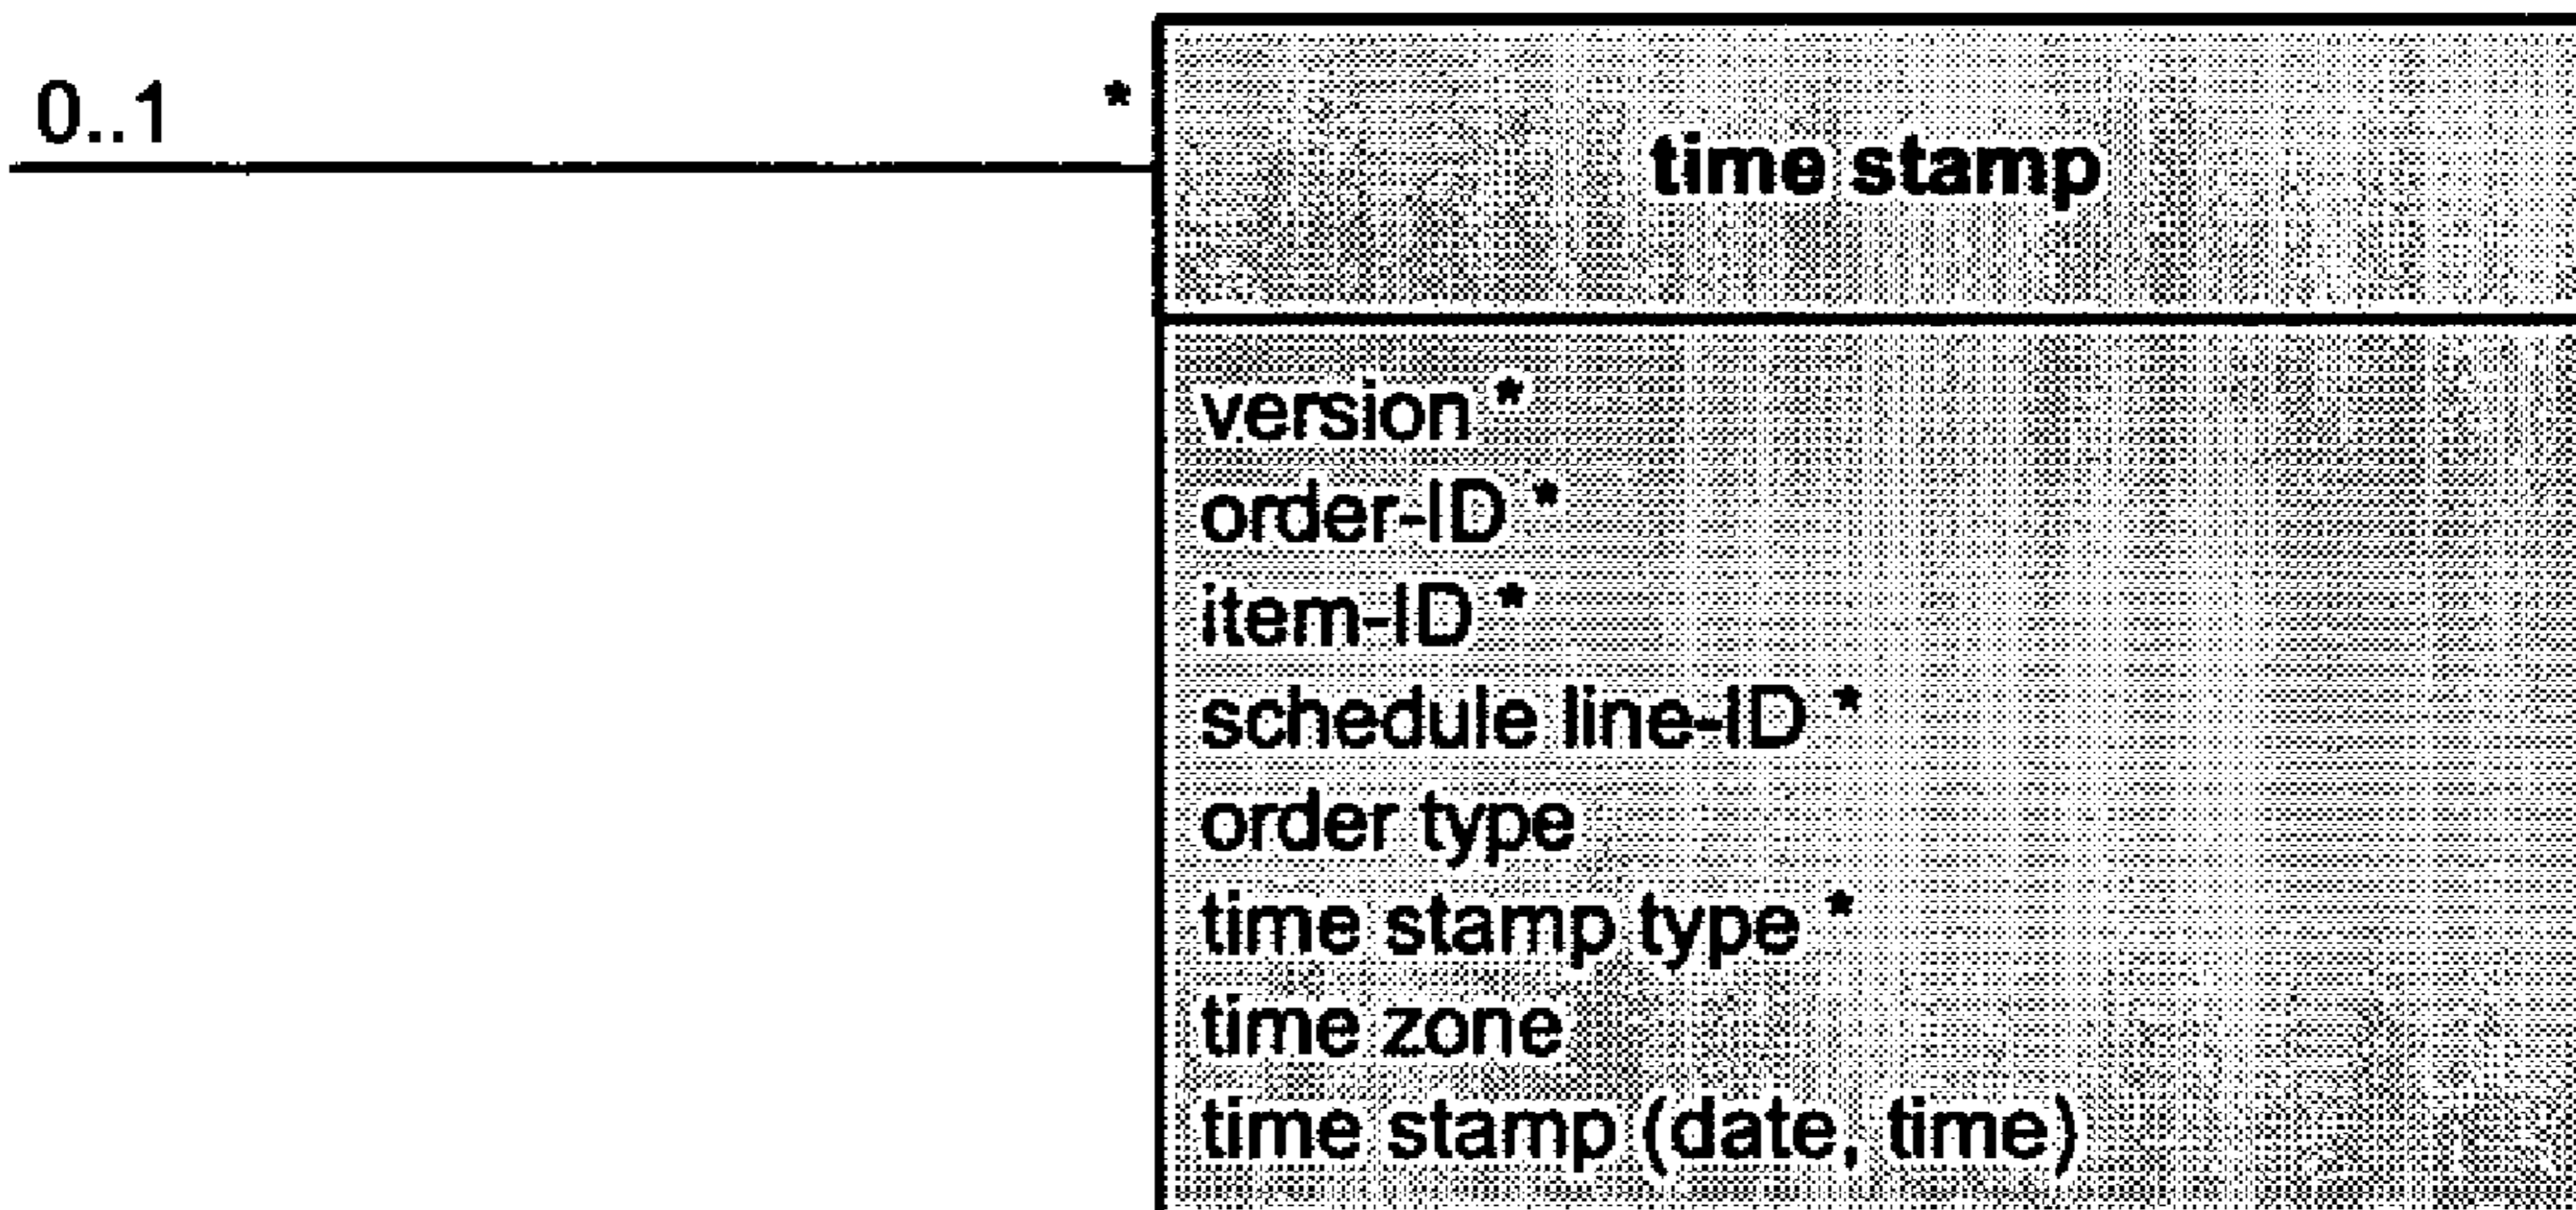 0..1 *
time stamp
version *
order-ID *
item-ID *
schedule line-ID *
order type
time stamp type *
time zone
time stamp (date, time)